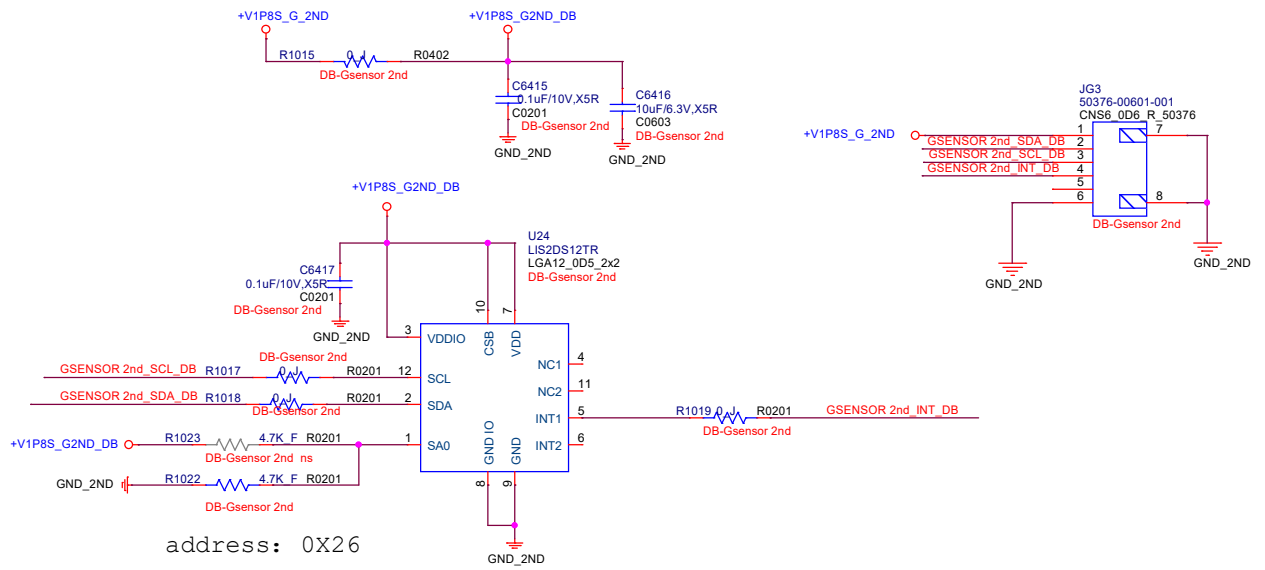 +V1P8S_G_2ND
+V1P8S_G2ND_DB
R1015 0_J R0402
DB-Gsensor 2nd
C6415
0.1uF/10V,X5R
C0201
DB-Gsensor 2nd
GND_2ND
C6416
10uF/6.3V,X5R
C0603
DB-Gsensor 2nd
GND_2ND
JG3
50376-00601-001
CNS6_0D6_R_50376
+V1P8S_G_2ND
1 7
GSENSOR 2nd_SDA_DB 2
GSENSOR 2nd_SCL_DB 3
GSENSOR 2nd_INT_DB 4
5
6 8
DB-Gsensor 2nd
GND_2ND
GND_2ND
+V1P8S_G2ND_DB
U24
LIS2DS12TR
LGA12_0D5_2x2
DB-Gsensor 2nd
C6417
0.1uF/10V,X5R
C0201
DB-Gsensor 2nd
GND_2ND
10 7
3 VDDIO CSB VDD
DB-Gsensor 2nd
GSENSOR 2nd_SCL_DB R1017 0_J R0201 12 SCL
GSENSOR 2nd_SDA_DB R1018 0_J R0201 2 SDA
DB-Gsensor 2nd
+V1P8S_G2ND_DB R1023 4.7K_F R0201 1 SA0
DB-Gsensor 2nd ns
GND_2ND R1022 4.7K_F R0201
DB-Gsensor 2nd
NC1 4
NC2 11
INT1 5 R1019 0_J R0201 GSENSOR 2nd_INT_DB
DB-Gsensor 2nd
INT2 6
GNDIO GND
8 9
GND_2ND
address: 0X26